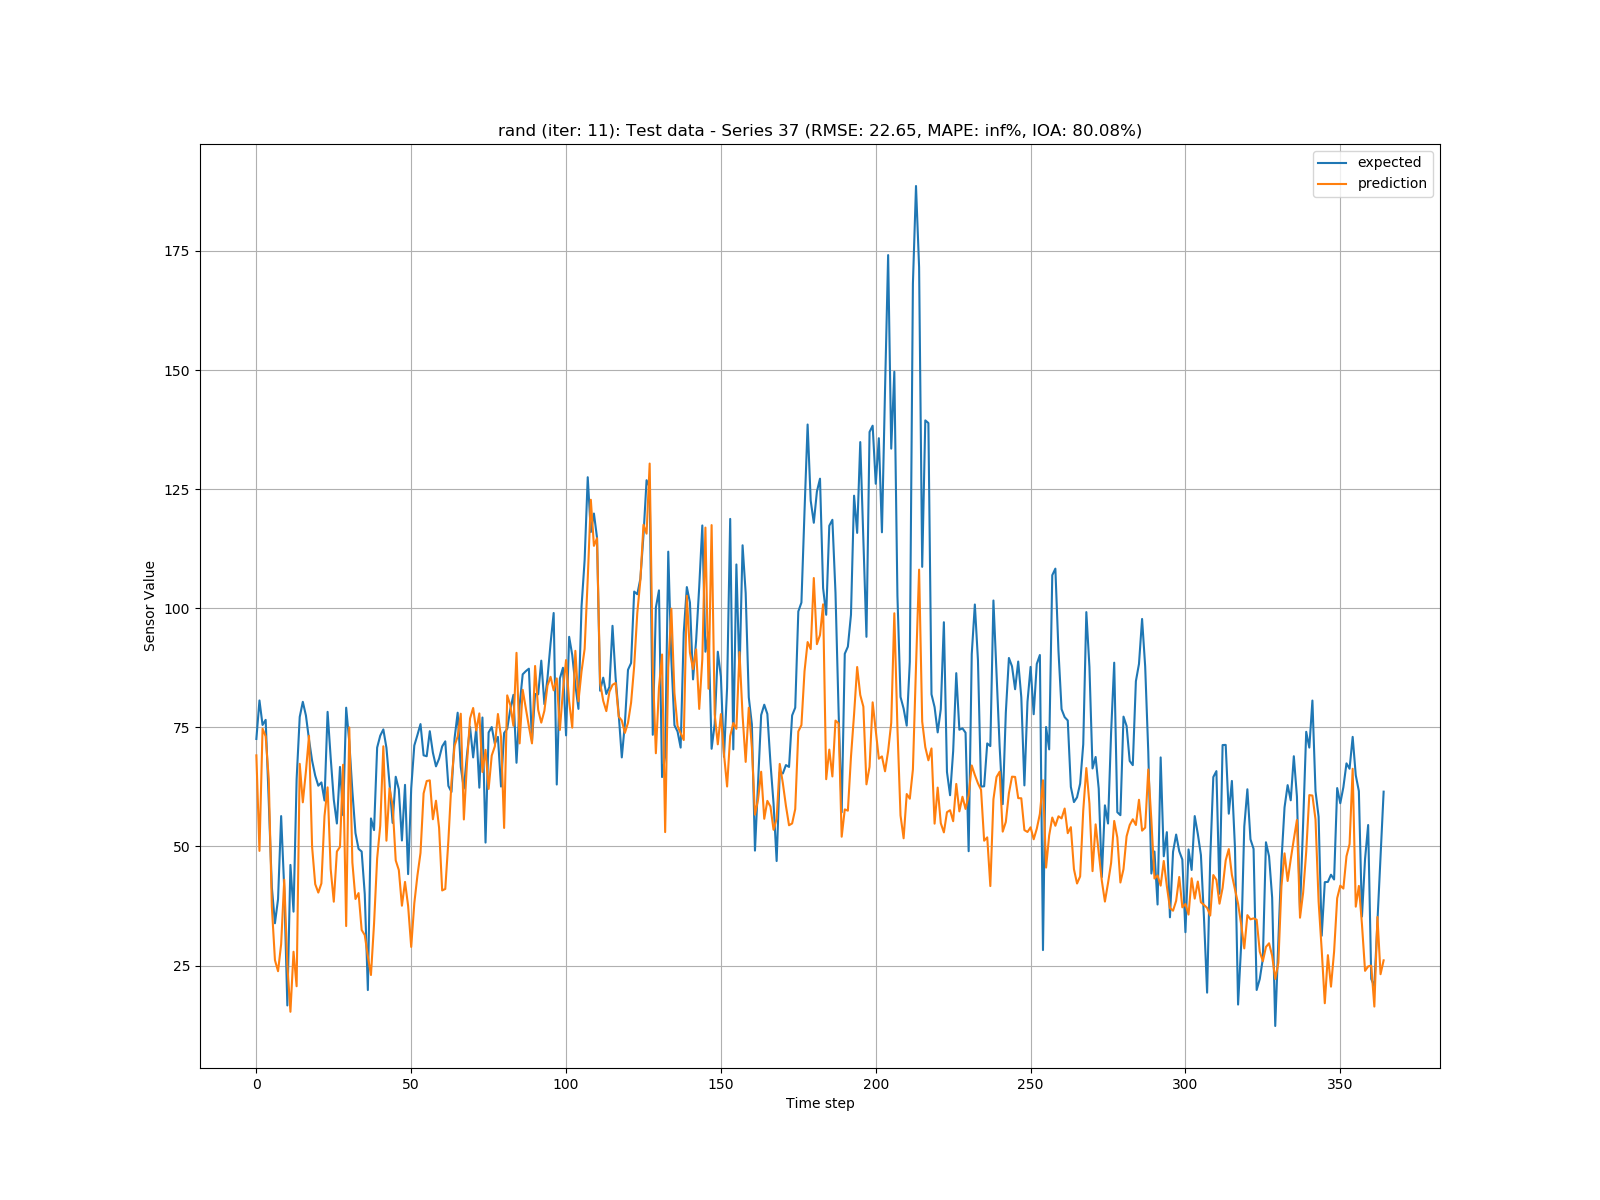 rand (iter: 11): Test data - Series 37 (RMSE: 22.65, MAPE: inf%, IOA: 80.08%)
expected
prediction
175
150
125
100
75
50
25
Sensor Value
0 50 100 150 200 250 300 350
Time step